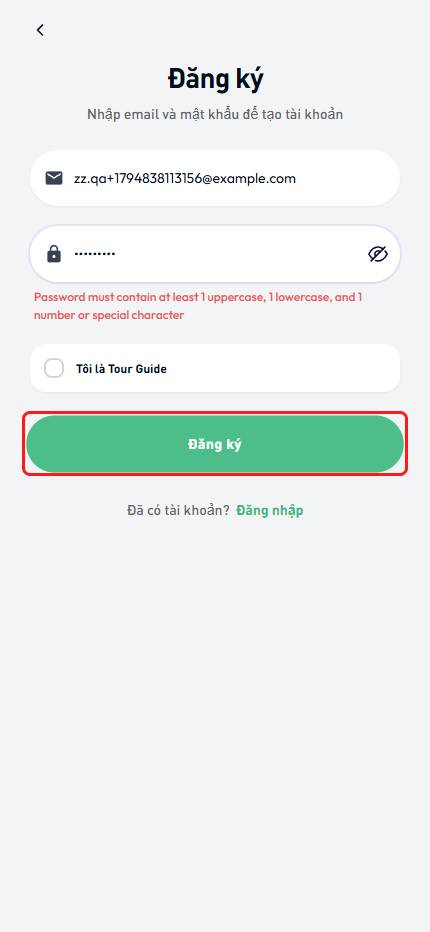 Đăng ký
Nhập email và mật khẩu để tạo tài khoản
zz.qa+1794838113156@example.com
•••••••••
Password must contain at least 1 uppercase, 1 lowercase, and 1
number or special character
Tôi là Tour Guide
Đăng ký
Đã có tài khoản? Đăng nhập